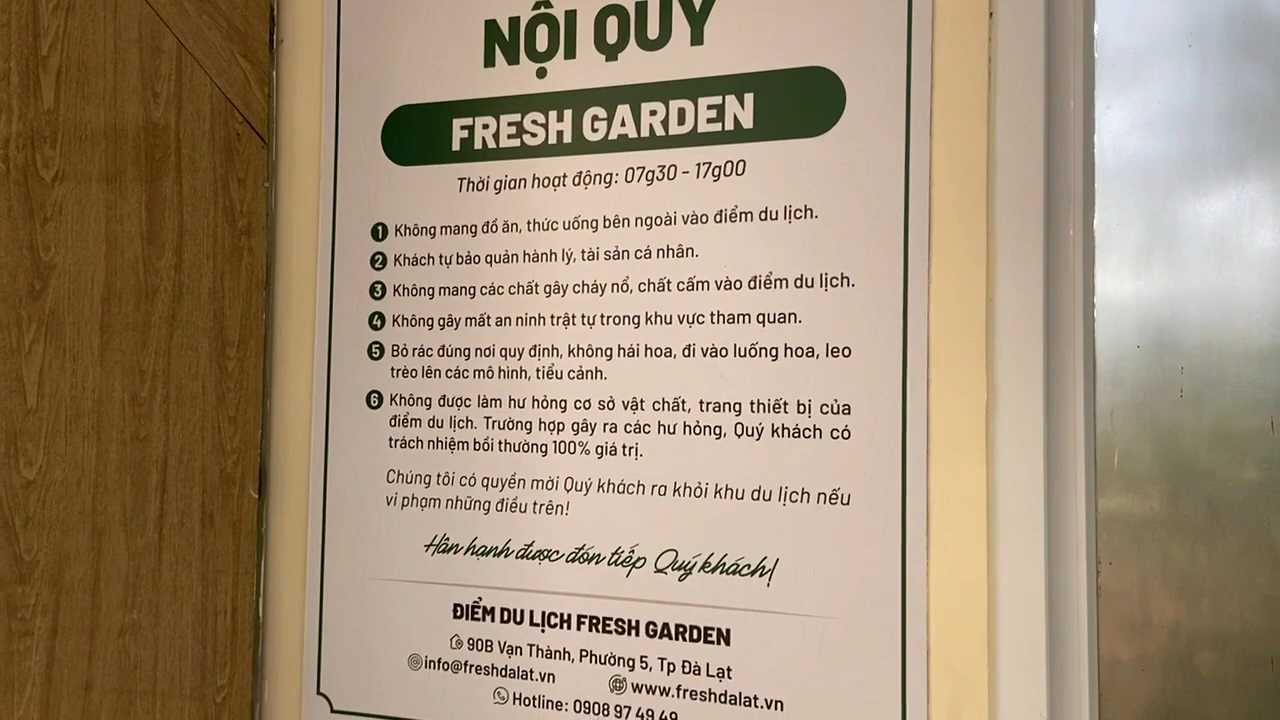 NỘI QUY
FRESH GARDEN
Thời gian hoạt động: 07g30 - 17g00
1 Không mang đồ ăn, thức uống bên ngoài vào điểm du lịch.
2 Khách tự bảo quản hành lý, tài sản cá nhân.
3 Không mang các chất gây cháy nổ, chất cấm vào điểm du lịch.
4 Không gây mất an ninh trật tự trong khu vực tham quan.
5 Bỏ rác đúng nơi quy định, không hái hoa, đi vào luống hoa, leo
trèo lên các mô hình, tiểu cảnh.
6 Không được làm hư hỏng cơ sở vật chất, trang thiết bị của
điểm du lịch. Trường hợp gây ra các hư hỏng, Quý khách có
trách nhiệm bồi thường 100% giá trị.
Chúng tôi có quyền mời Quý khách ra khỏi khu du lịch nếu
vi phạm những điều trên!
Hân hạnh được đón tiếp Quý khách!
ĐIỂM DU LỊCH FRESH GARDEN
90B Vạn Thành, Phường 5, Tp Đà Lạt
info@freshdalat.vn www.freshdalat.vn
Hotline: 0908 97 49 49